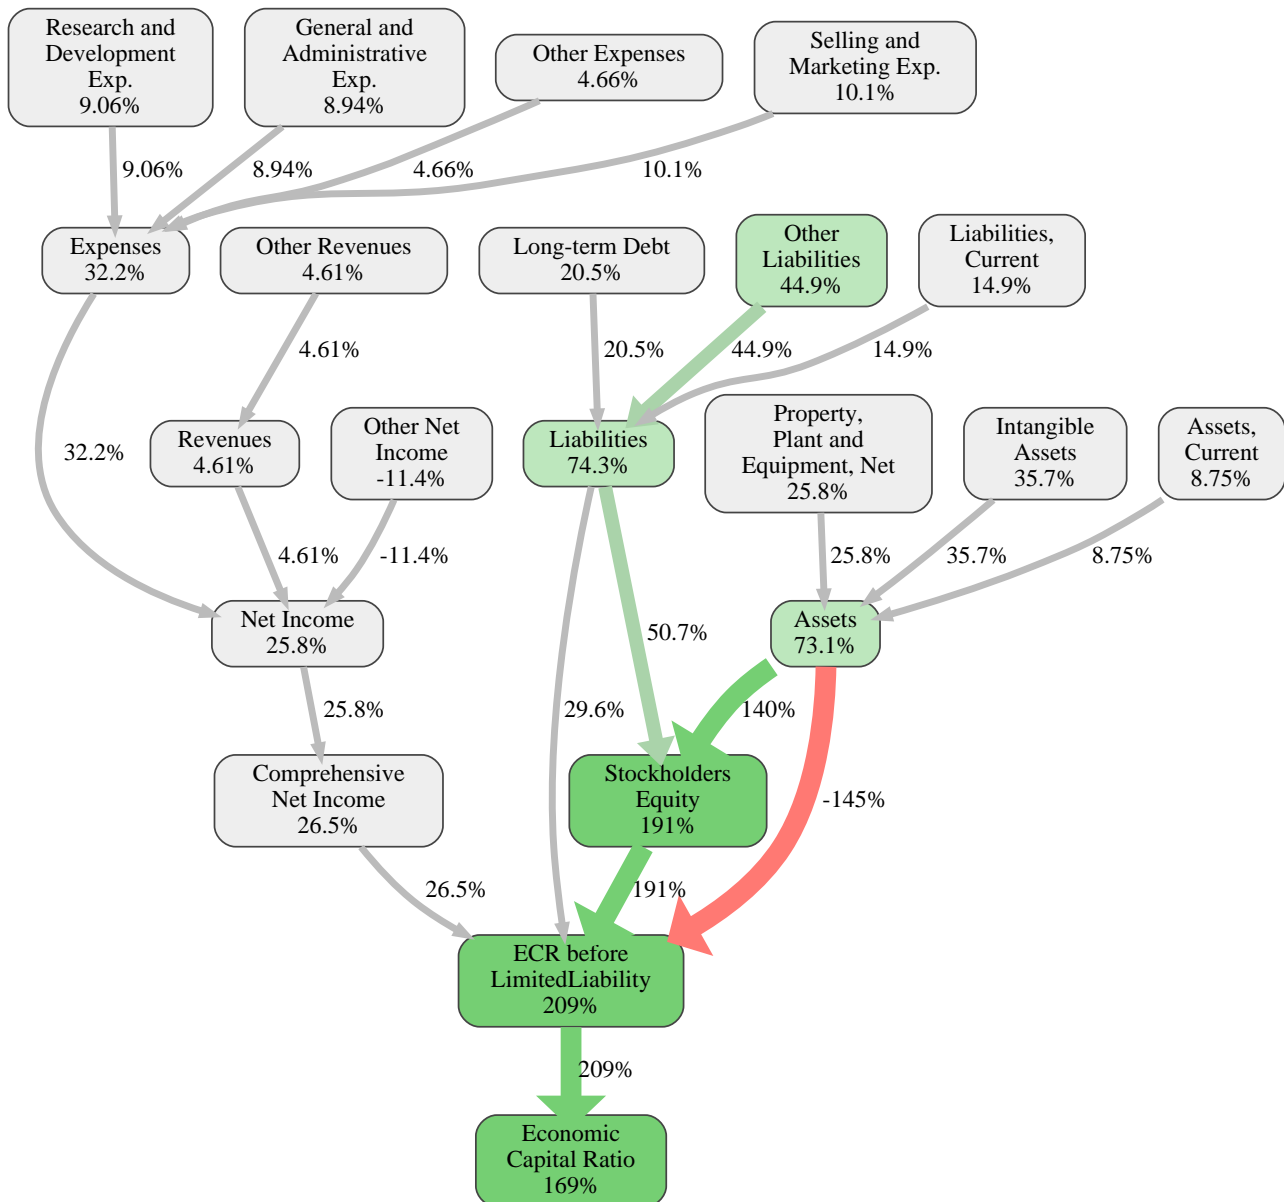 Research and
Development
Exp.
9.06%
General and
Administrative
Exp.
8.94%
Other Expenses
4.66%
Selling and
Marketing Exp.
10.1%
9.06%
8.94%
4.66%
10.1%
Expenses
32.2%
Other Revenues
4.61%
Long-term Debt
20.5%
Other
Liabilities
44.9%
Liabilities,
Current
14.9%
4.61%
20.5%
44.9%
14.9%
32.2%
Revenues
4.61%
Other Net
Income
-11.4%
Liabilities
74.3%
Property,
Plant and
Equipment, Net
25.8%
Intangible
Assets
35.7%
Assets,
Current
8.75%
4.61%
-11.4%
25.8%
35.7%
8.75%
Net Income
25.8%
50.7%
Assets
73.1%
25.8%
29.6%
140%
Comprehensive
Net Income
26.5%
Stockholders
Equity
191%
-145%
26.5%
191%
ECR before
LimitedLiability
209%
209%
Economic
Capital Ratio
169%